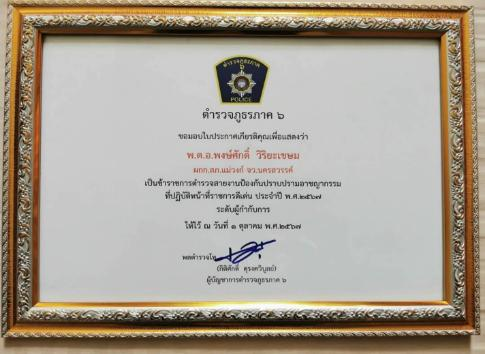 ตำรวจภูธรภาค
๖
POLICE
ตำรวจภูธรภาค ๖
ขอมอบใบประกาศเกียรติคุณเพื่อแสดงว่า
พ.ต.อ.พงษ์ศักดิ์ วิริยะเขษม
ผกก.สภ.แม่วงก์ จว.นครสวรรค์
เป็นข้าราชการตำรวจสายงานป้องกันปราบปรามอาชญากรรม
ที่ปฏิบัติหน้าที่ราชการดีเด่น ประจำปี พ.ศ.๒๕๖๗
ระดับผู้กำกับการ
ให้ไว้ ณ วันที่ ๑ ตุลาคม พ.ศ.๒๕๖๗
พลตำรวจโท
(กิติศักดิ์
ผู้บัญชาการตำรวจภูธรภาค ๖